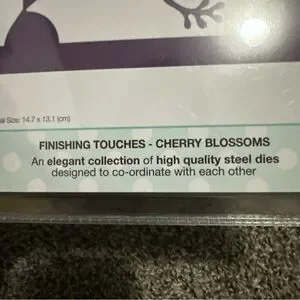 al Size: 14.7 x 13.1 (cm)
FINISHING TOUCHES - CHERRY BLOSSOMS
An elegant collection of high quality steel dies
designed to co-ordinate with each other